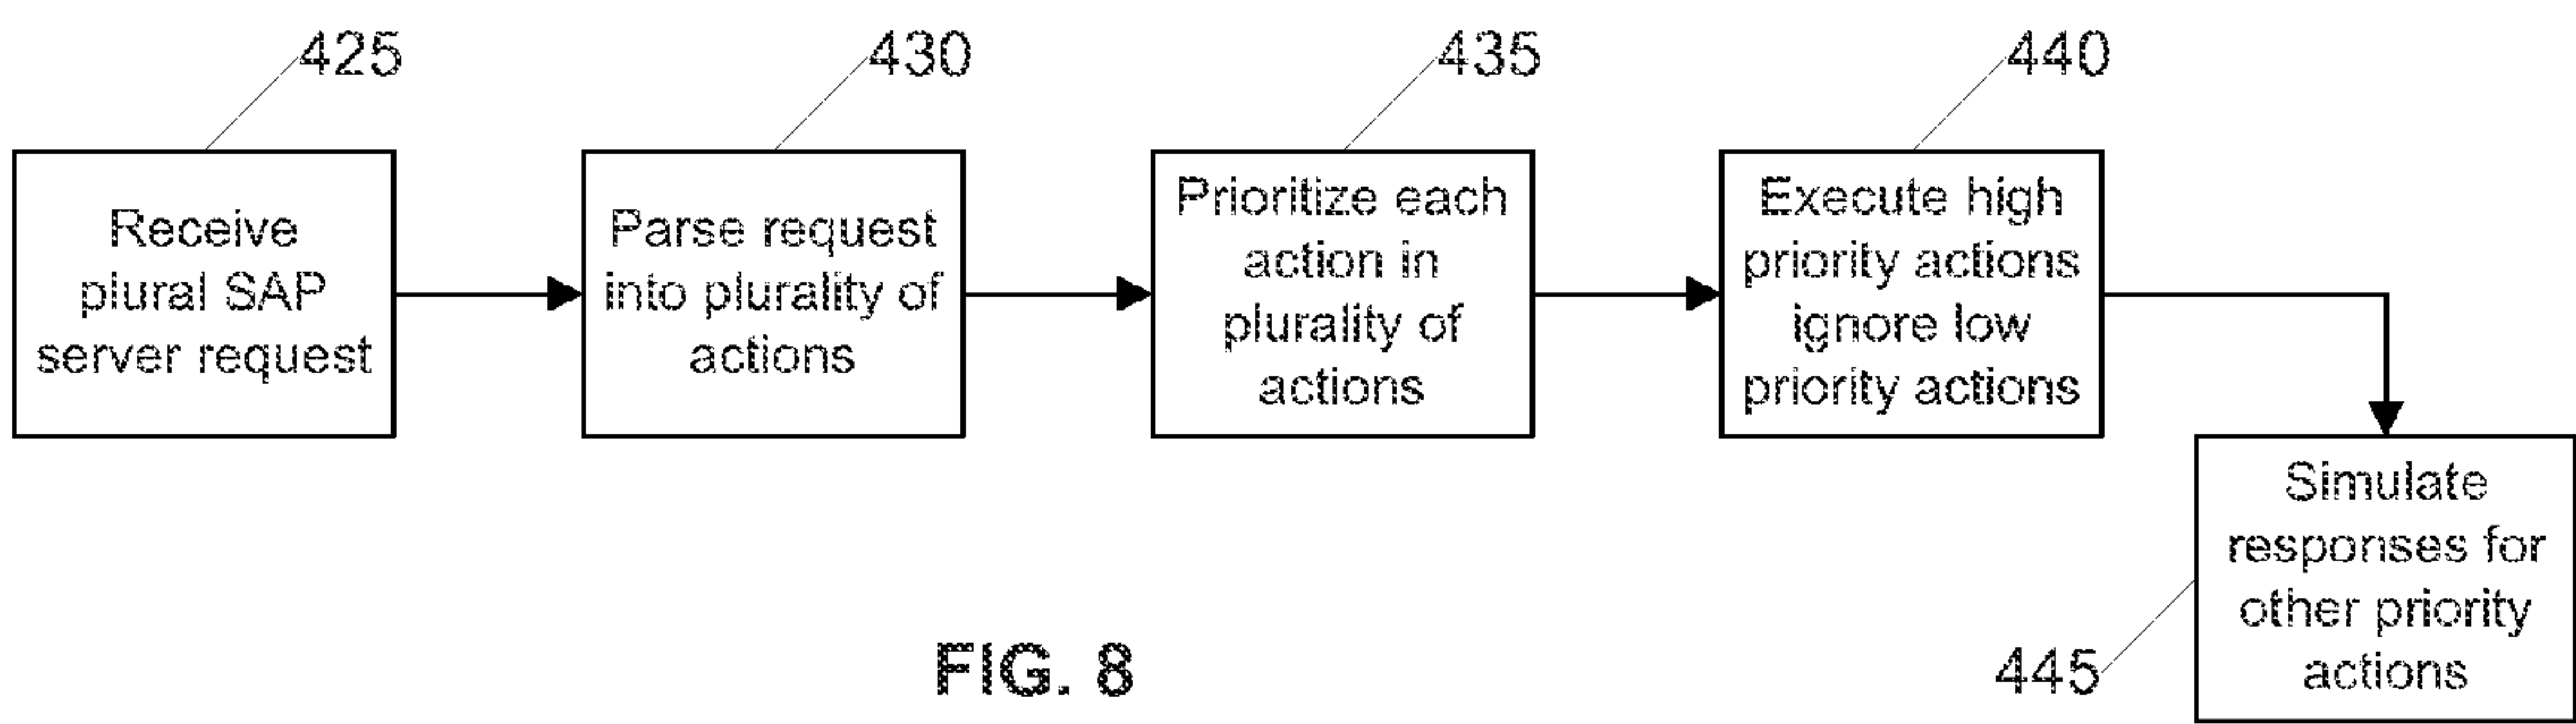 425
430
435
440
Receive
plural SAP
server request
Parse request
into plurality of
actions
Prioritize each
action in
plurality of
actions
Execute high
priority actions
ignore low
priority actions
Simulate
responses for
other priority
actions
445
FIG. 8